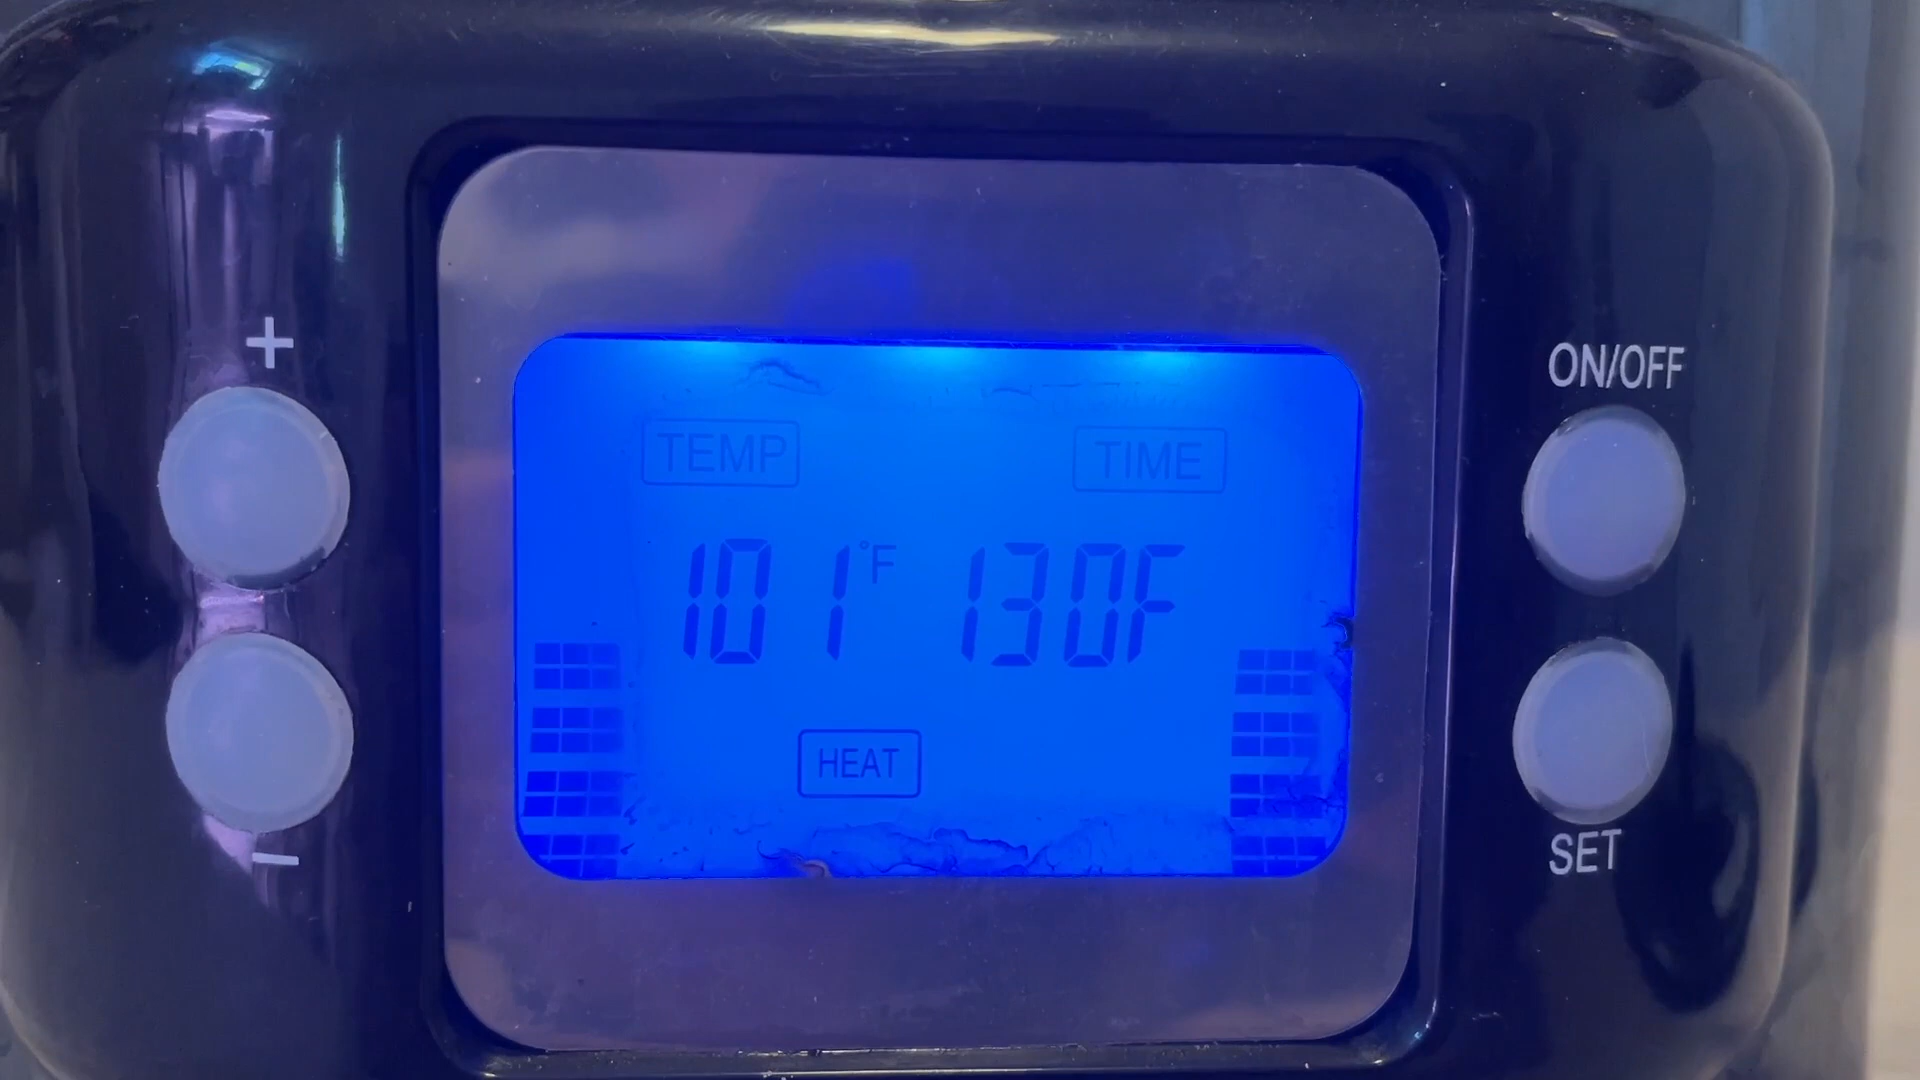 +
ON/OFF
TEMP TIME
101°F 130F
HEAT
−
SET